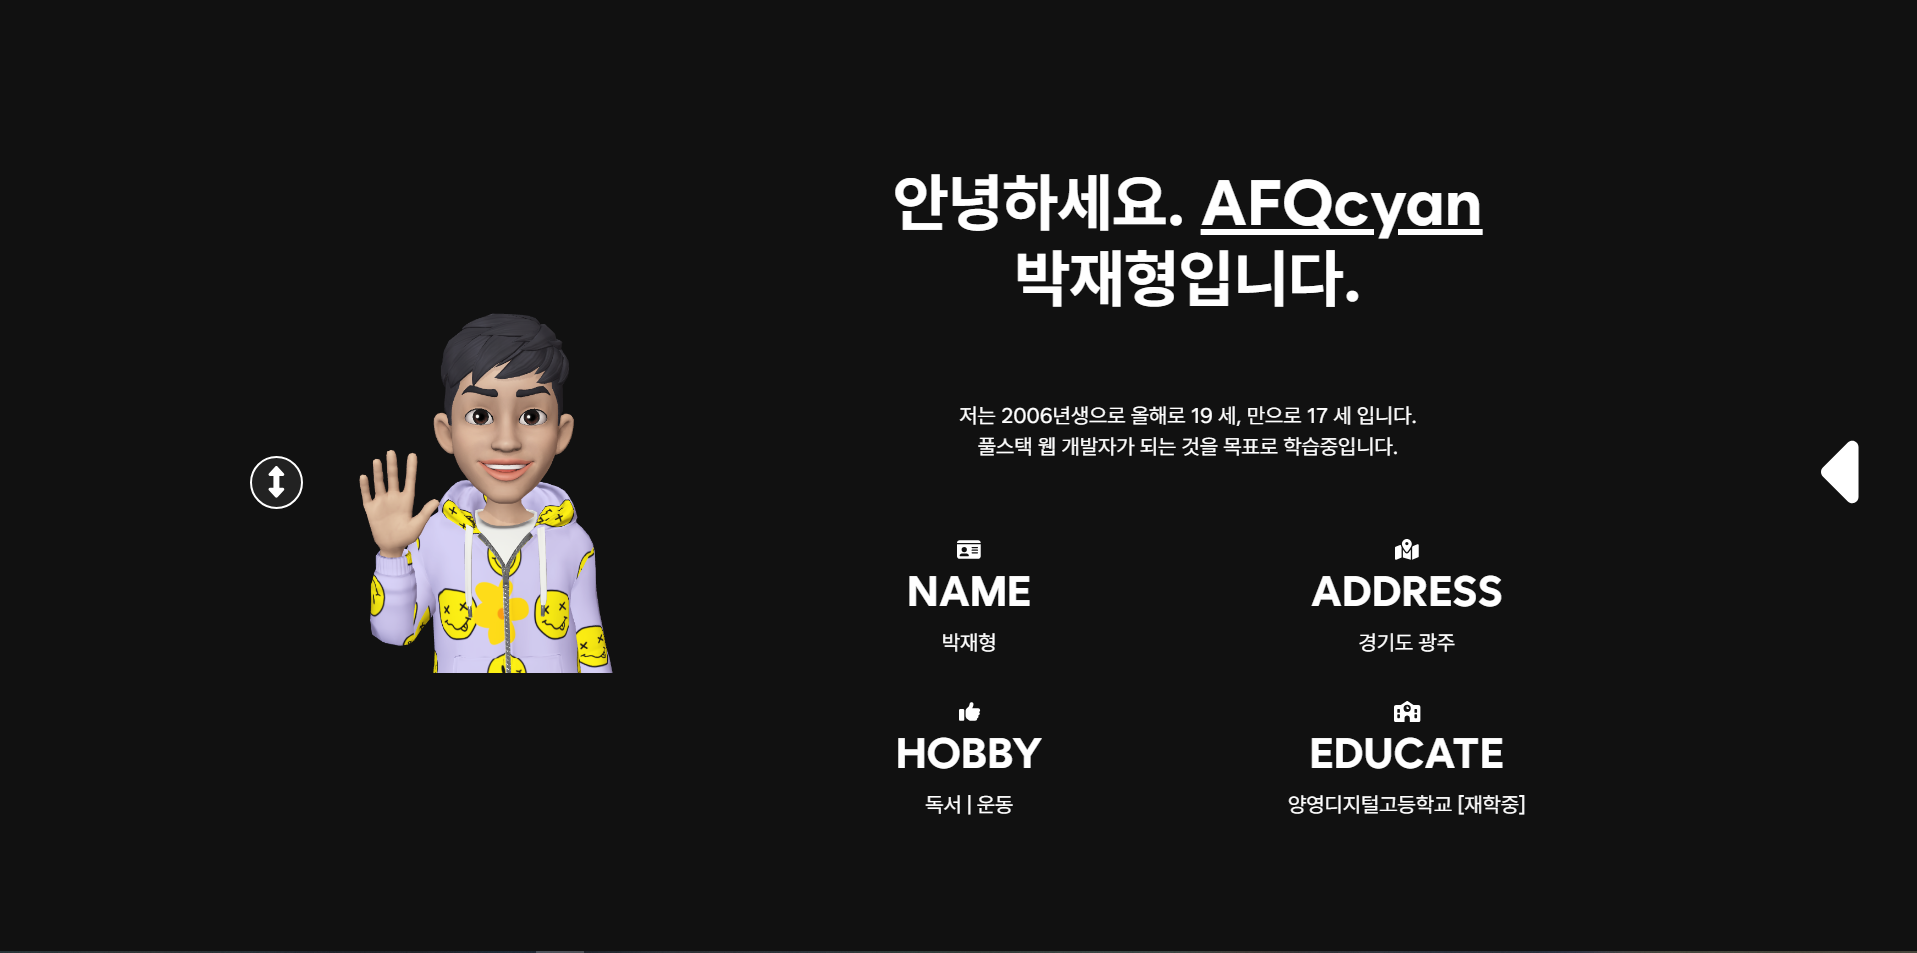 안녕하세요. AFQcyan
박재형입니다.
저는 2006년생으로 올해로 19 세, 만으로 17 세 입니다.
풀스택 웹 개발자가 되는 것을 목표로 학습중입니다.
NAME
박재형
ADDRESS
경기도 광주
HOBBY
독서 | 운동
EDUCATE
양영디지털고등학교 [재학중]